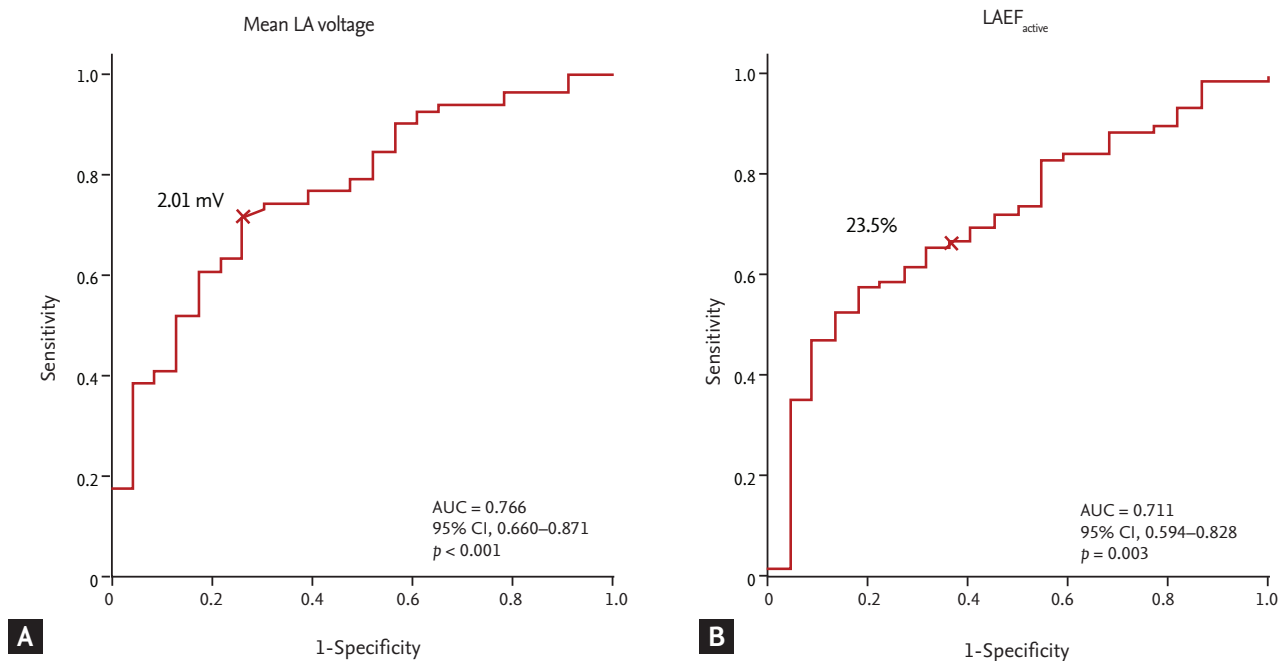 Mean LA voltage
1.0
0.8
0.6
0.4
0.2
0
Sensitivity
2.01 mV
AUC = 0.766
95% CI, 0.660–0.871
p < 0.001
0 0.2 0.4 0.6 0.8 1.0
1-Specificity
A
LAEFactive
1.0
0.8
0.6
0.4
0.2
0
Sensitivity
23.5%
AUC = 0.711
95% CI, 0.594–0.828
p = 0.003
0 0.2 0.4 0.6 0.8 1.0
1-Specificity
B